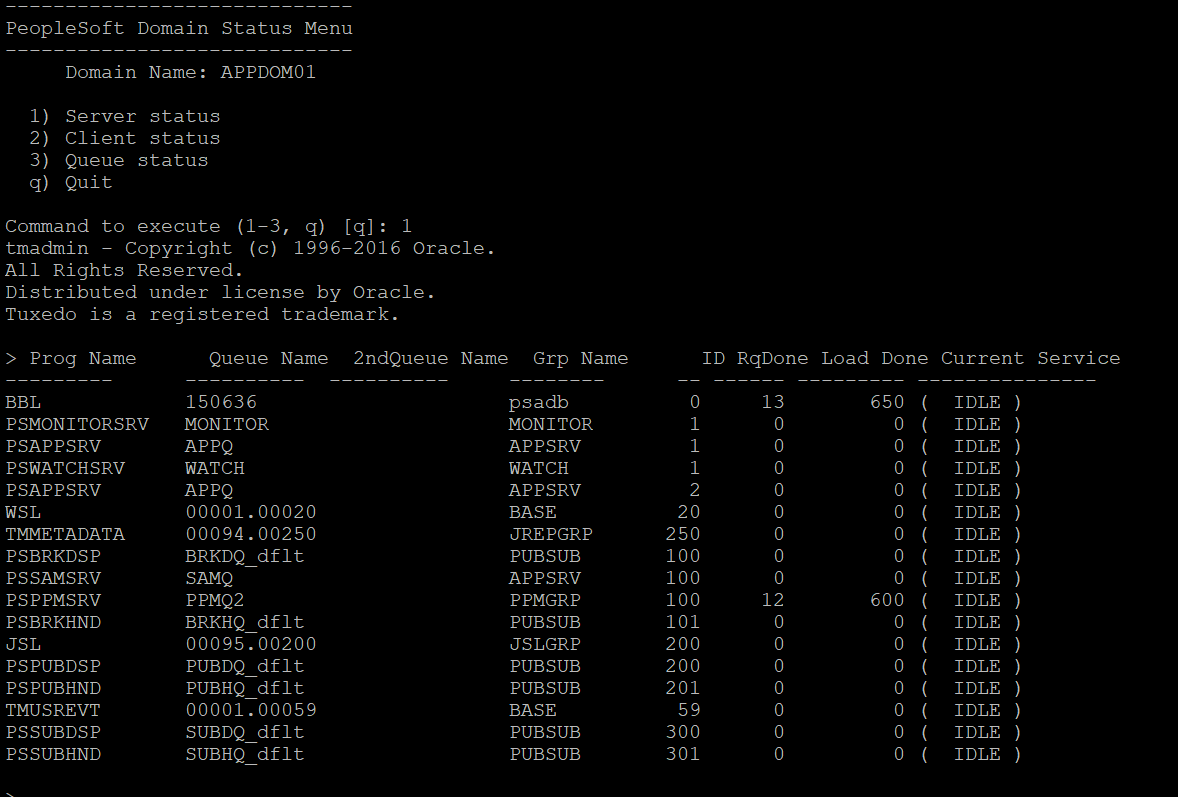 -----------------------------
PeopleSoft Domain Status Menu
-----------------------------
     Domain Name: APPDOM01

  1) Server status
  2) Client status
  3) Queue status
  q) Quit

Command to execute (1-3, q) [q]: 1
tmadmin - Copyright (c) 1996-2016 Oracle.
All Rights Reserved.
Distributed under license by Oracle.
Tuxedo is a registered trademark.

> Prog Name      Queue Name  2ndQueue Name  Grp Name      ID RqDone Load Done Current Service
---------      ----------  ----------     --------      -- ------ --------- ---------------
BBL            150636                     psadb          0     13       650 (  IDLE )
PSMONITORSRV   MONITOR                    MONITOR        1      0         0 (  IDLE )
PSAPPSRV       APPQ                       APPSRV         1      0         0 (  IDLE )
PSWATCHSRV     WATCH                      WATCH          1      0         0 (  IDLE )
PSAPPSRV       APPQ                       APPSRV         2      0         0 (  IDLE )
WSL            00001.00020                BASE          20      0         0 (  IDLE )
TMMETADATA     00094.00250                JREPGRP      250      0         0 (  IDLE )
PSBRKDSP       BRKDQ_dflt                 PUBSUB       100      0         0 (  IDLE )
PSSAMSRV       SAMQ                       APPSRV       100      0         0 (  IDLE )
PSPPMSRV       PPMQ2                      PPMGRP       100     12       600 (  IDLE )
PSBRKHND       BRKHQ_dflt                 PUBSUB       101      0         0 (  IDLE )
JSL            00095.00200                JSLGRP       200      0         0 (  IDLE )
PSPUBDSP       PUBDQ_dflt                 PUBSUB       200      0         0 (  IDLE )
PSPUBHND       PUBHQ_dflt                 PUBSUB       201      0         0 (  IDLE )
TMUSREVT       00001.00059                BASE          59      0         0 (  IDLE )
PSSUBDSP       SUBDQ_dflt                 PUBSUB       300      0         0 (  IDLE )
PSSUBHND       SUBHQ_dflt                 PUBSUB       301      0         0 (  IDLE )

>